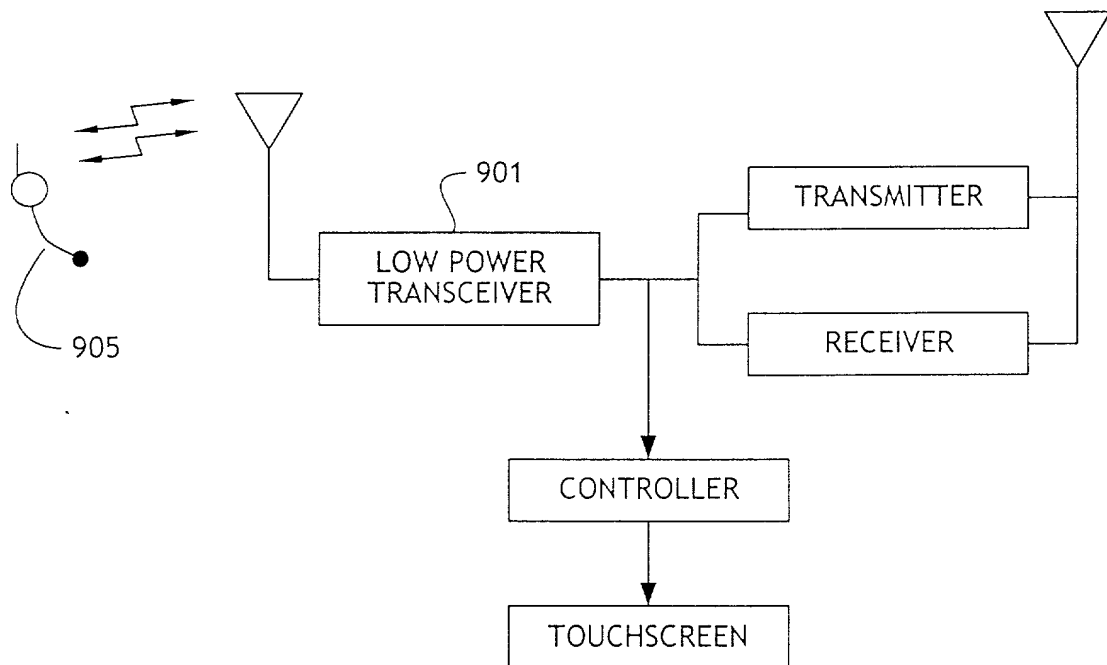 901
TRANSMITTER
LOW POWER
TRANSCEIVER
905
RECEIVER
CONTROLLER
TOUCHSCREEN